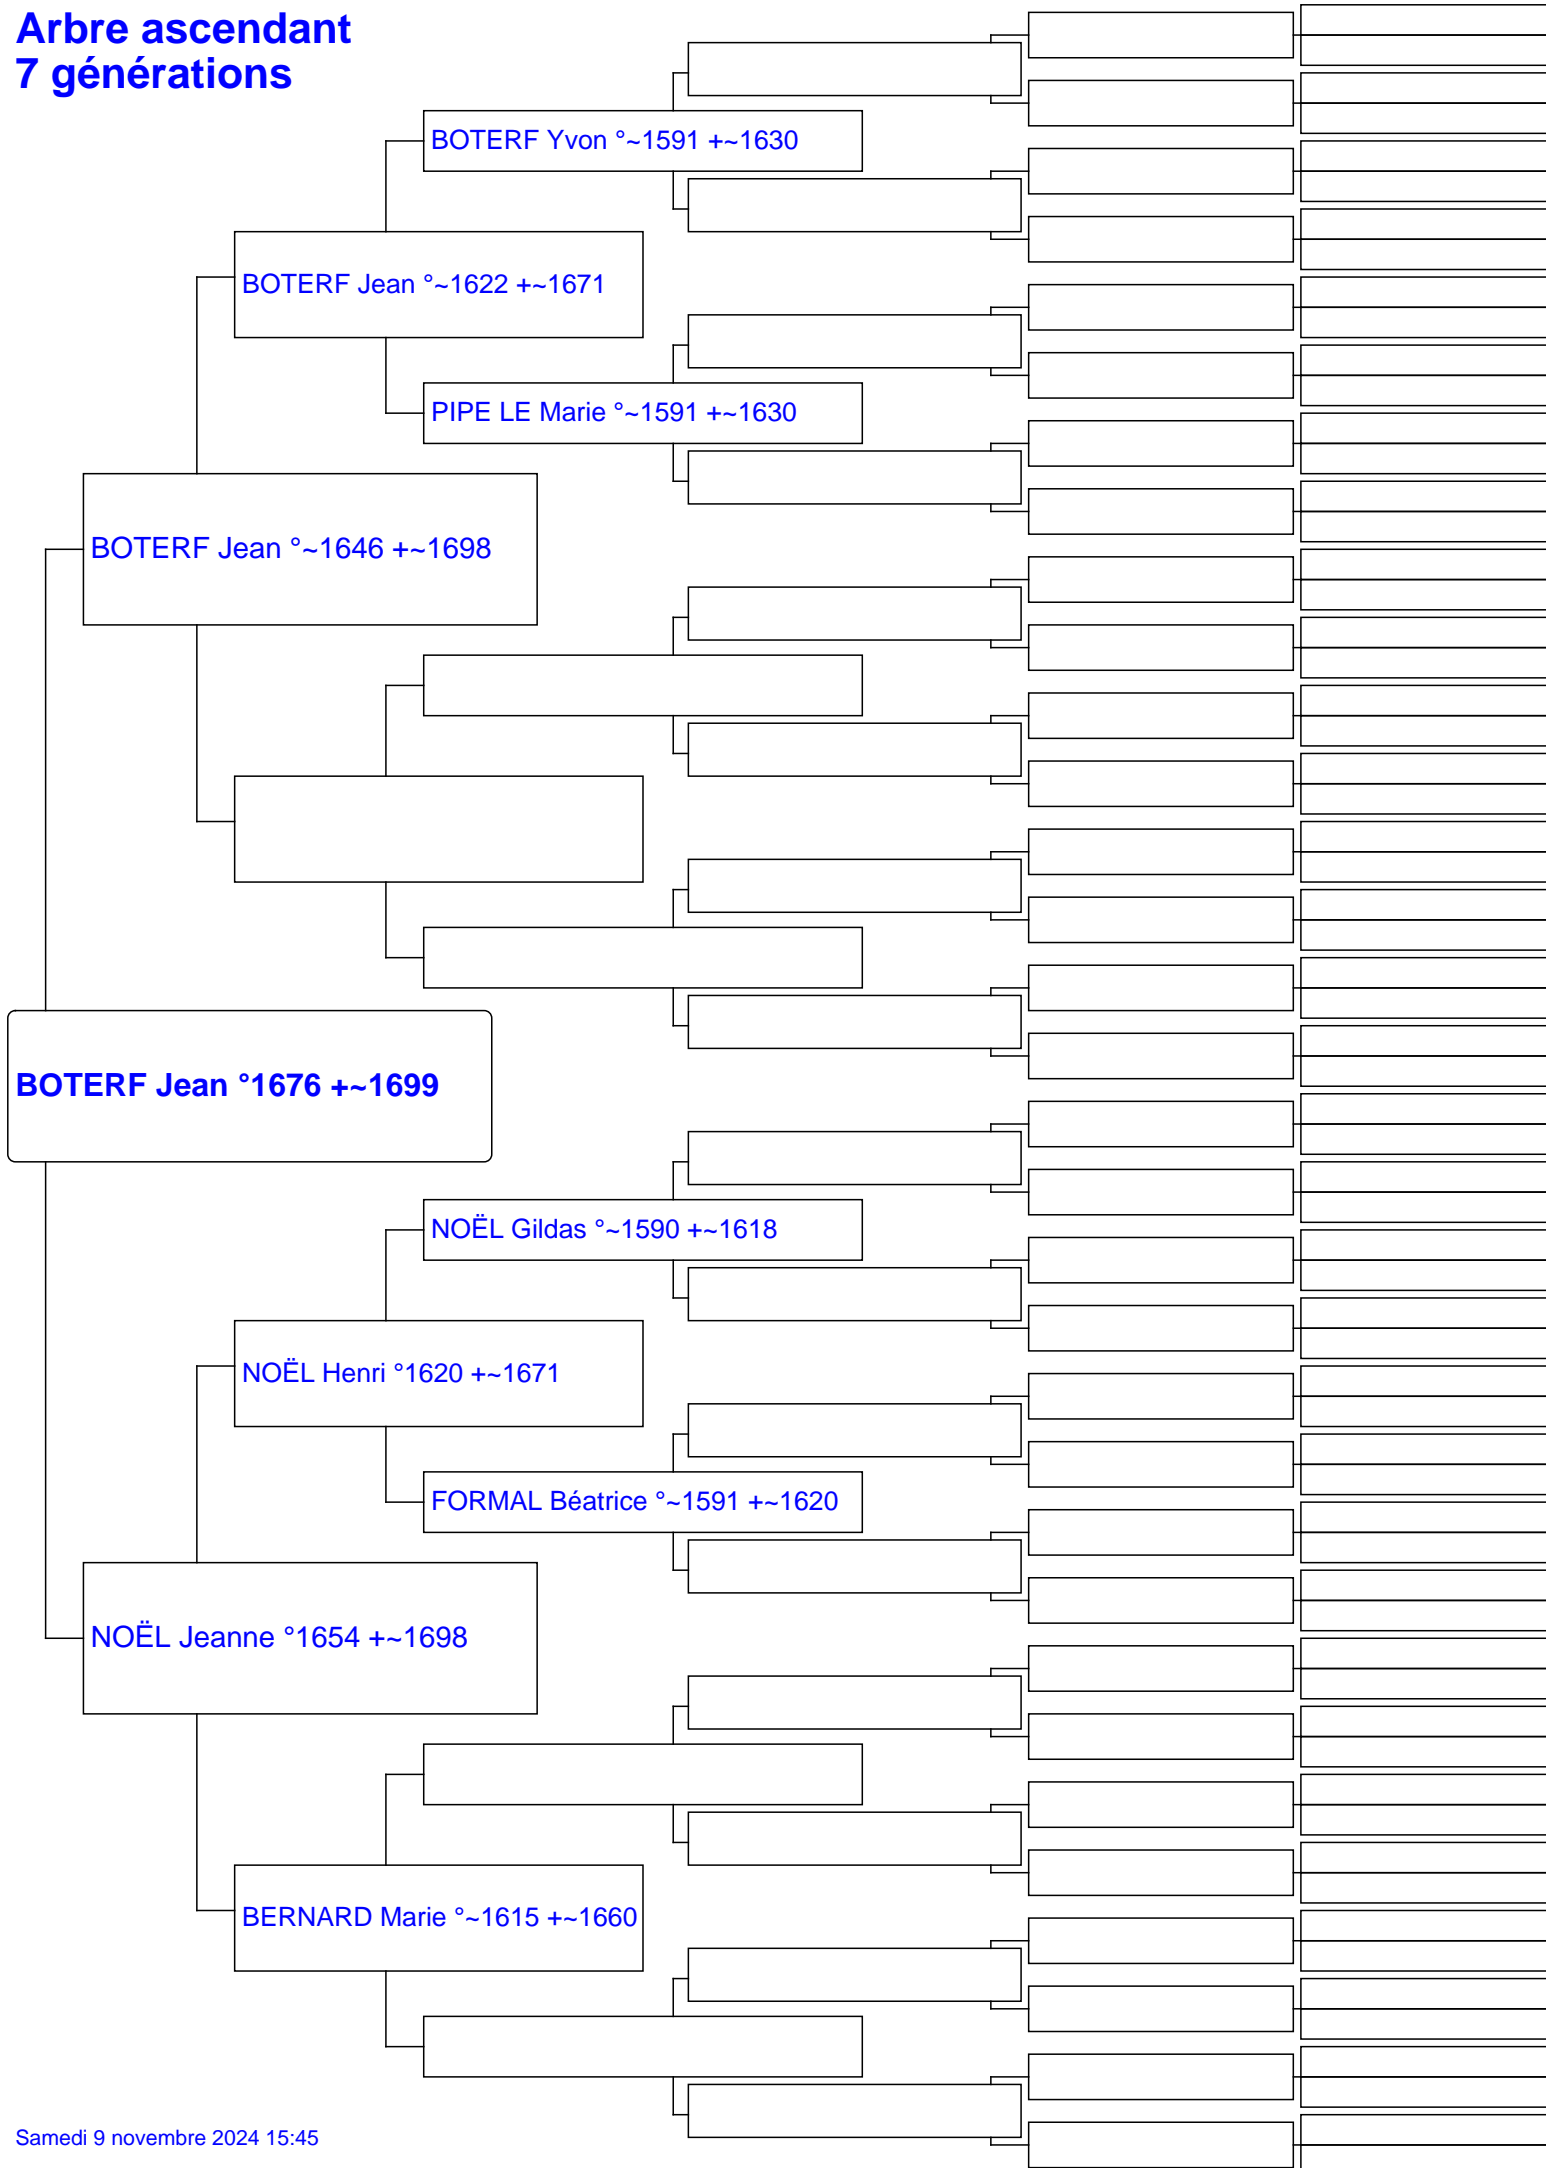 Arbre ascendant
7 générations
BOTERF Yvon °~1591 +~1630
BOTERF Jean °~1622 +~1671
PIPE LE Marie °~1591 +~1630
BOTERF Jean °~1646 +~1698
BOTERF Jean °1676 +~1699
NOËL Gildas °~1590 +~1618
NOËL Henri °1620 +~1671
FORMAL Béatrice °~1591 +~1620
NOËL Jeanne °1654 +~1698
BERNARD Marie °~1615 +~1660
Samedi 9 novembre 2024 15:45